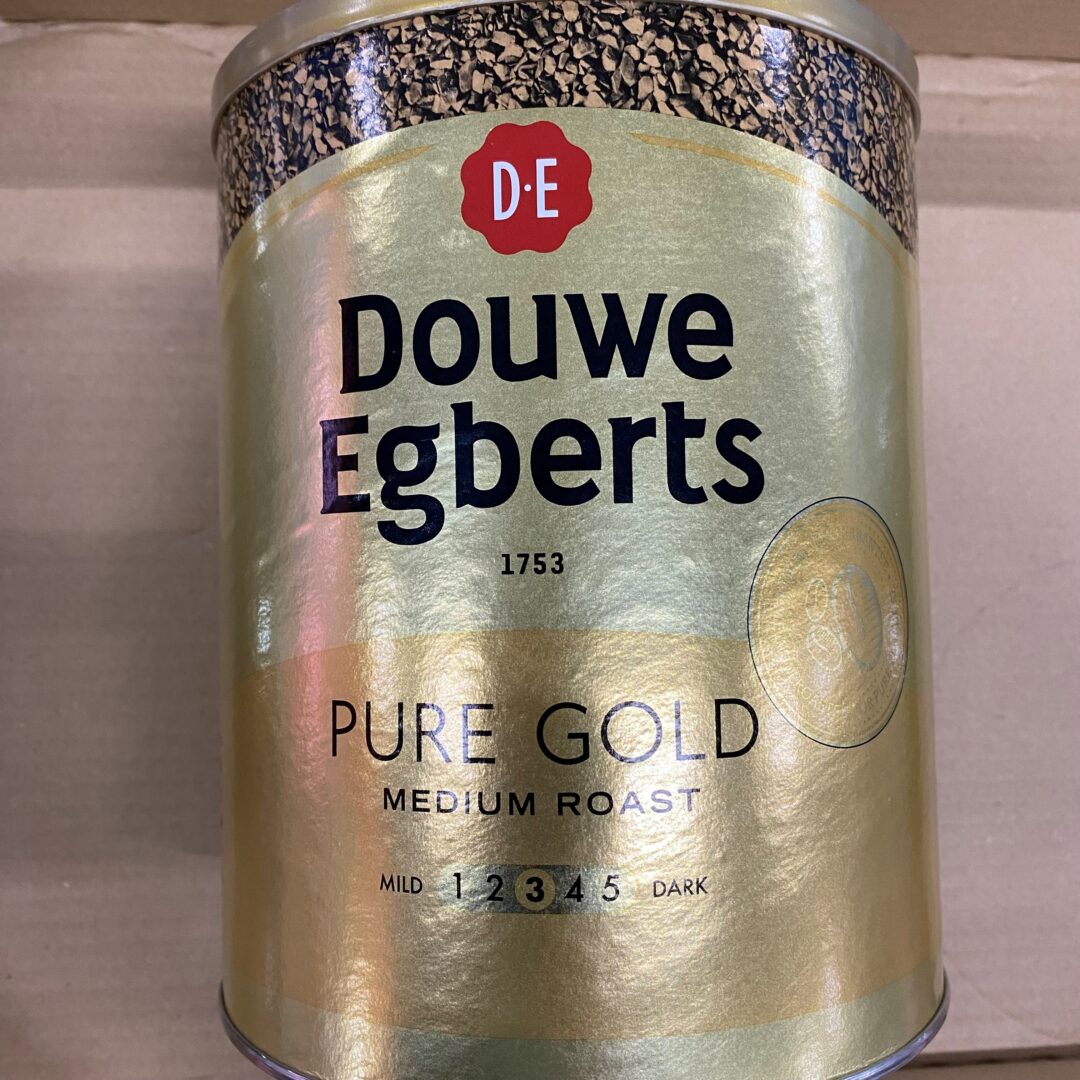 D·E
Douwe
Egberts
1753
PURE GOLD
MEDIUM ROAST
MILD 1 2 3 4 5 DARK